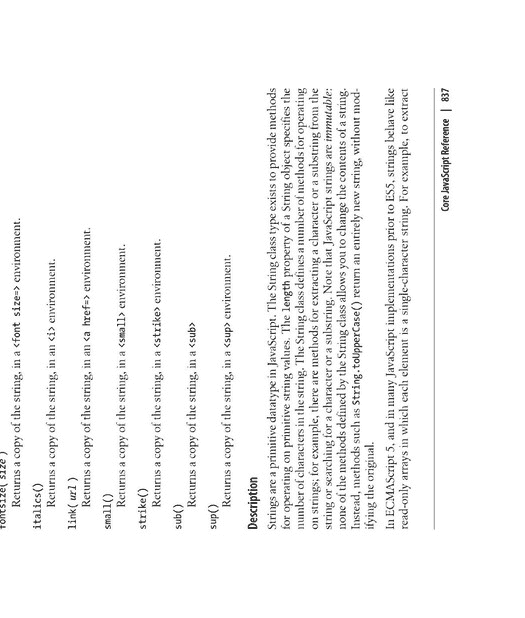 fontsize( size )
Returns a copy of the string, in a <font size=> environment.
italics()
Returns a copy of the string, in an <i> environment.
link( url )
Returns a copy of the string, in an <a href=> environment.
small()
Returns a copy of the string, in a <small> environment.
strike()
Returns a copy of the string, in a <strike> environment.
sub()
Returns a copy of the string, in a <sub>
sup()
Returns a copy of the string, in a <sup> environment.
Description
Strings are a primitive datatype in JavaScript. The String class type exists to provide methods
for operating on primitive string values. The length property of a String object specifies the
number of characters in the string. The String class defines a number of methods for operating
on strings; for example, there are methods for extracting a character or a substring from the
string or searching for a character or a substring. Note that JavaScript strings are immutable:
none of the methods defined by the String class allows you to change the contents of a string.
Instead, methods such as String.toUpperCase() return an entirely new string, without mod-
ifying the original.
In ECMAScript 5, and in many JavaScript implementations prior to ES5, strings behave like
read-only arrays in which each element is a single-character string. For example, to extract
Core JavaScript Reference | 837